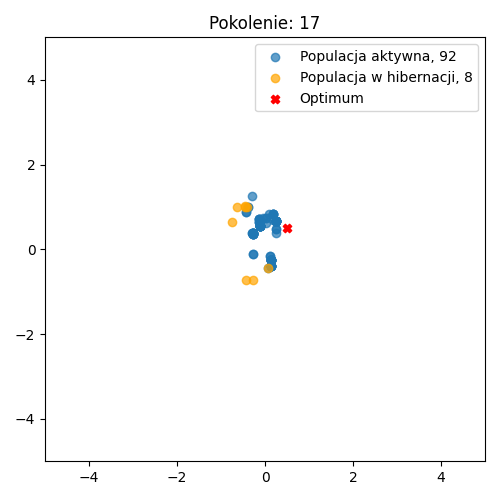 Pokolenie: 17
Populacja aktywna, 92
Populacja w hibernacji, 8
Optimum
4
2
0
−2
−4
−4
−2
0
2
4